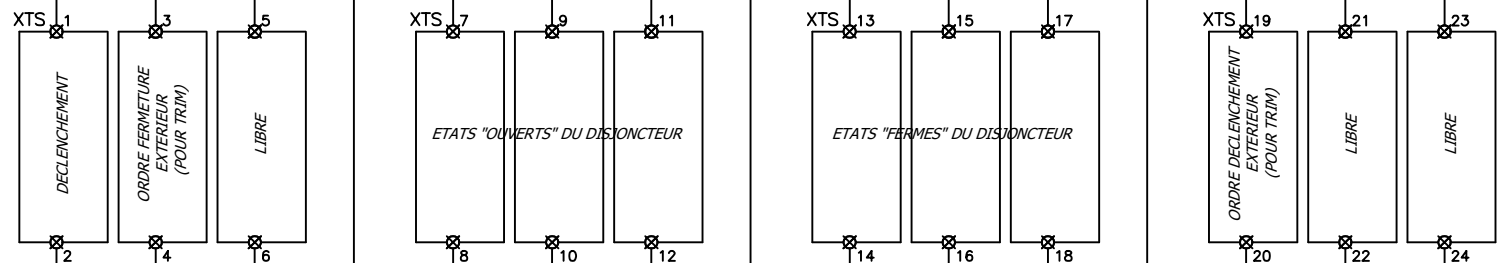 XTS 1 3 5 XTS 7 9 11 XTS 13 15 17 XTS 19 21 23
DECLENCHEMENT
ORDRE FERMETURE
EXTERIEUR
(POUR TRIM)
LIBRE
ETATS "OUVERTS" DU DISJONCTEUR
ETATS "FERMES" DU DISJONCTEUR
ORDRE DECLENCHEMENT
EXTERIEUR
(POUR TRIM)
LIBRE
LIBRE
2 4 6 8 10 12 14 16 18 20 22 24